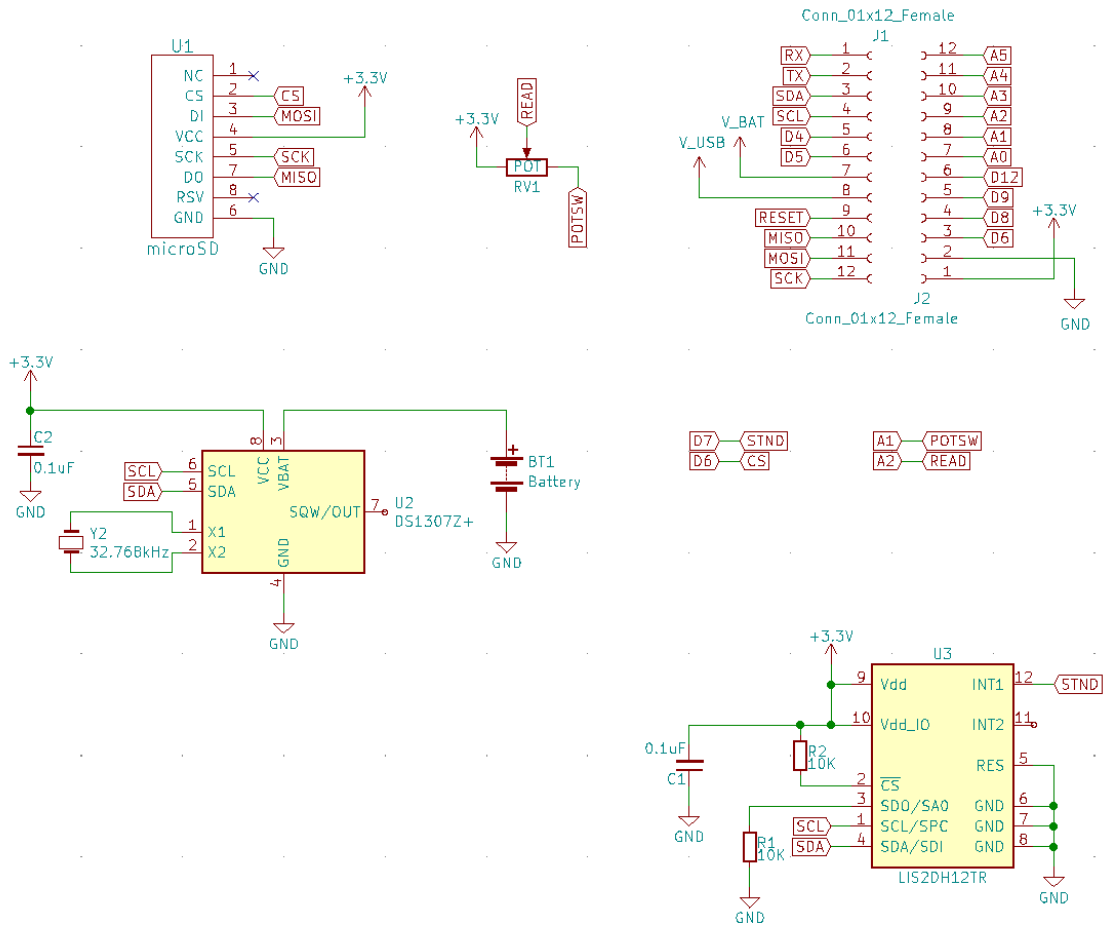 U1
NC 1
CS 2 CS
DI 3 MOSI
VCC 4
SCK 5 SCK
DO 7 MISO
RSV 8
GND 6
microSD
+3.3V
GND
+3.3V
READ
POT
RV1
POTSW
Conn_01x12_Female
J1
RX 1
TX 2
SDA 3
SCL 4
D4 5
D5 6
7
8
RESET 9
MISO 10
MOSI 11
SCK 12
V_BAT
V_USB
12 A5
11 A4
10 A3
9 A2
8 A1
7 A0
6 D12
5 D9
4 D8
3 D6
2
1
+3.3V
GND
J2
Conn_01x12_Female
+3.3V
C2
0.1uF
GND
8 3
VCC VBAT
SCL 6 SCL
SDA 5 SDA
1 X1
2 X2
Y2
32.768kHz
SQW/OUT 7
U2
DS1307Z+
GND
4
GND
BT1
Battery
GND
D7 STND
D6 CS
A1 POTSW
A2 READ
+3.3V
U3
9 Vdd
10 Vdd_IO
2 CS
3 SDO/SA0
SCL 1 SCL/SPC
SDA 4 SDA/SDI
INT1 12 STND
INT2 11
RES 5
GND 6
GND 7
GND 8
LIS2DH12TR
GND
0.1uF
C1
GND
R2
10K
R1
10K
GND